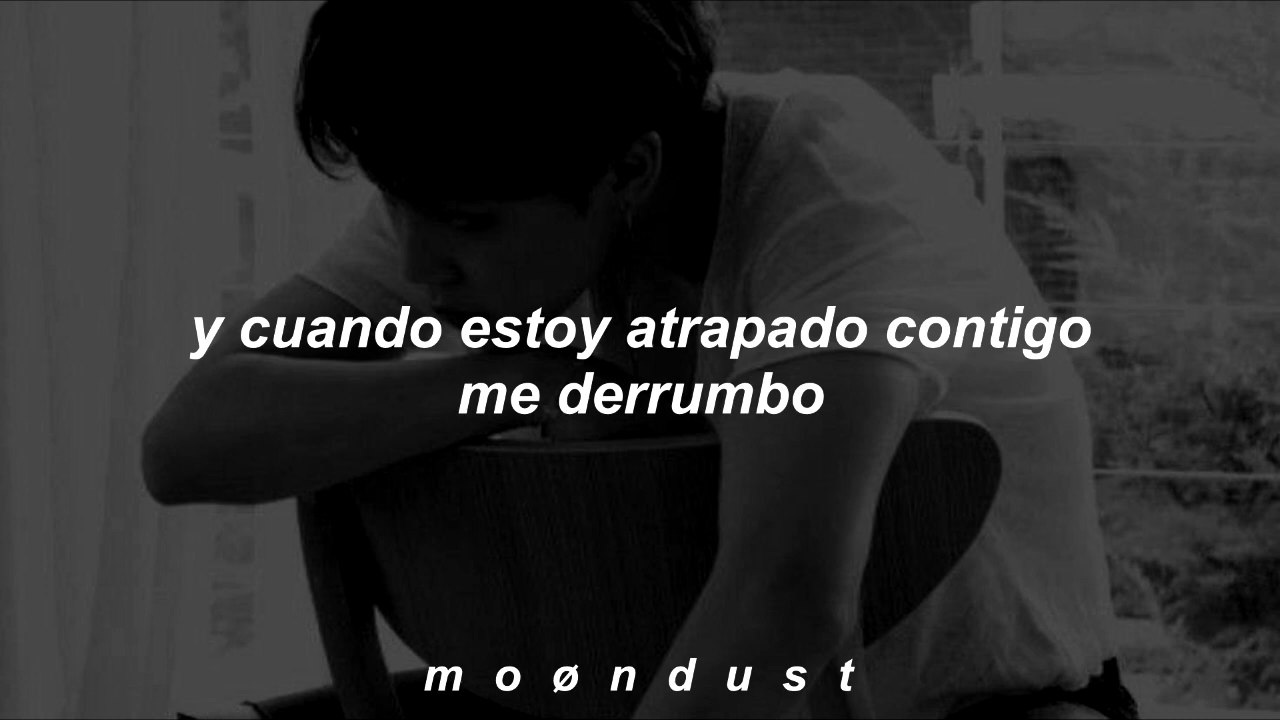 y cuando estoy atrapado contigo
me derrumbo
m o ø n d u s t